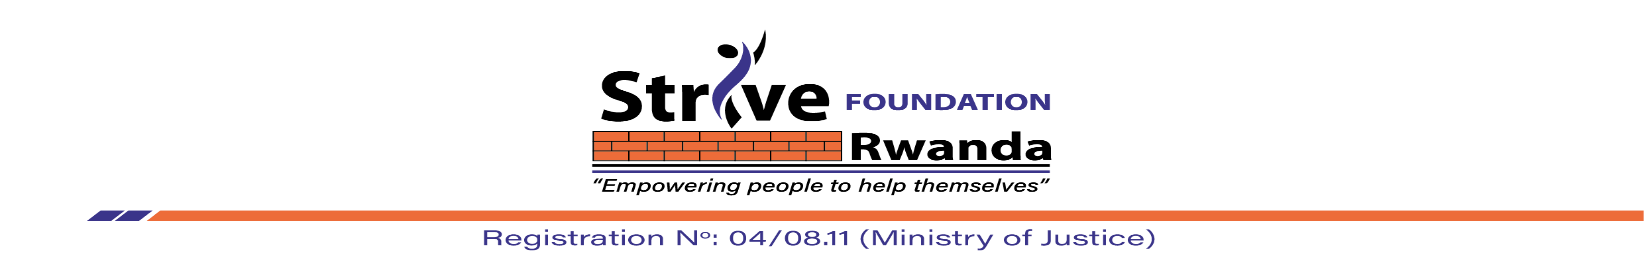 Strive FOUNDATION
Rwanda
“Empowering people to help themselves”
Registration Nº: 04/08.11 (Ministry of Justice)